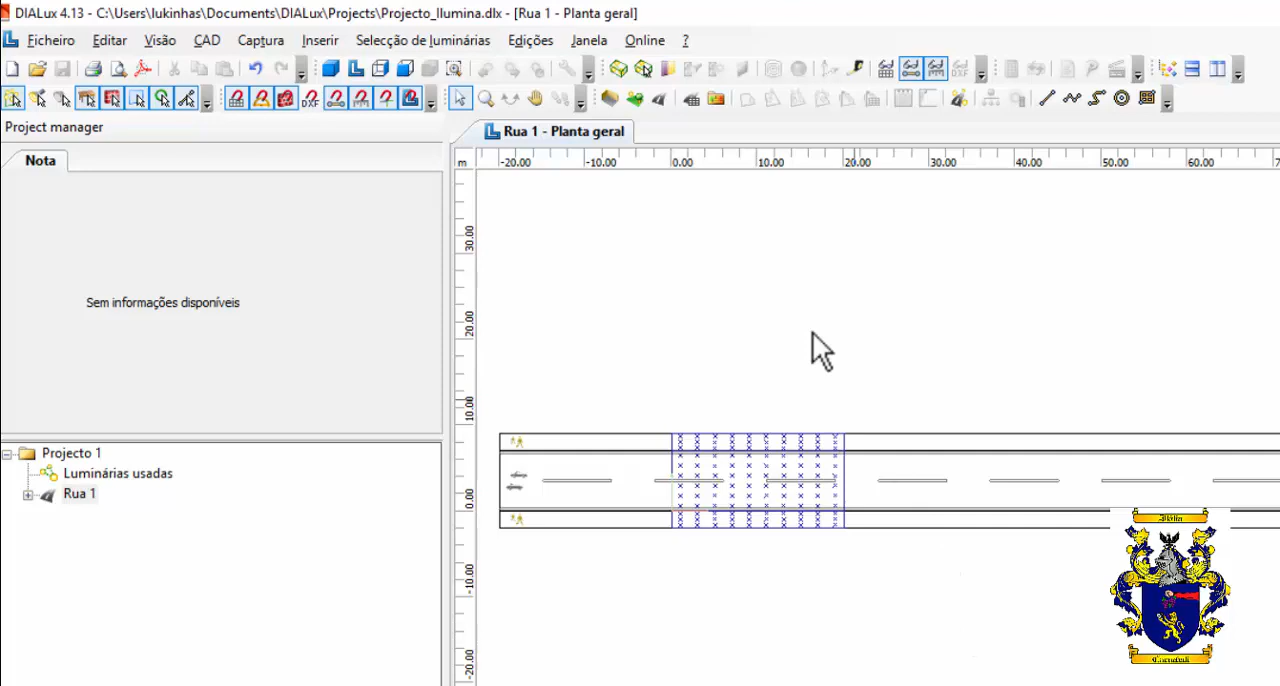 DIALux 4.13 - C:\Users\lukinhas\Documents\DIALux\Projects\Projecto_Ilumina.dlx - [Rua 1 - Planta geral]
Ficheiro Editar Visão CAD Captura Inserir Selecção de luminárias Edições Janela Online ?
DXF DXF
Project manager
Rua 1 - Planta geral
Nota
m -20.00 -10.00 0.00 10.00 20.00 30.00 40.00 50.00 60.00 7
30.00
20.00
10.00
0.00
-10.00
-20.00
Sem informações disponíveis
Projecto 1
Luminárias usadas
Rua 1